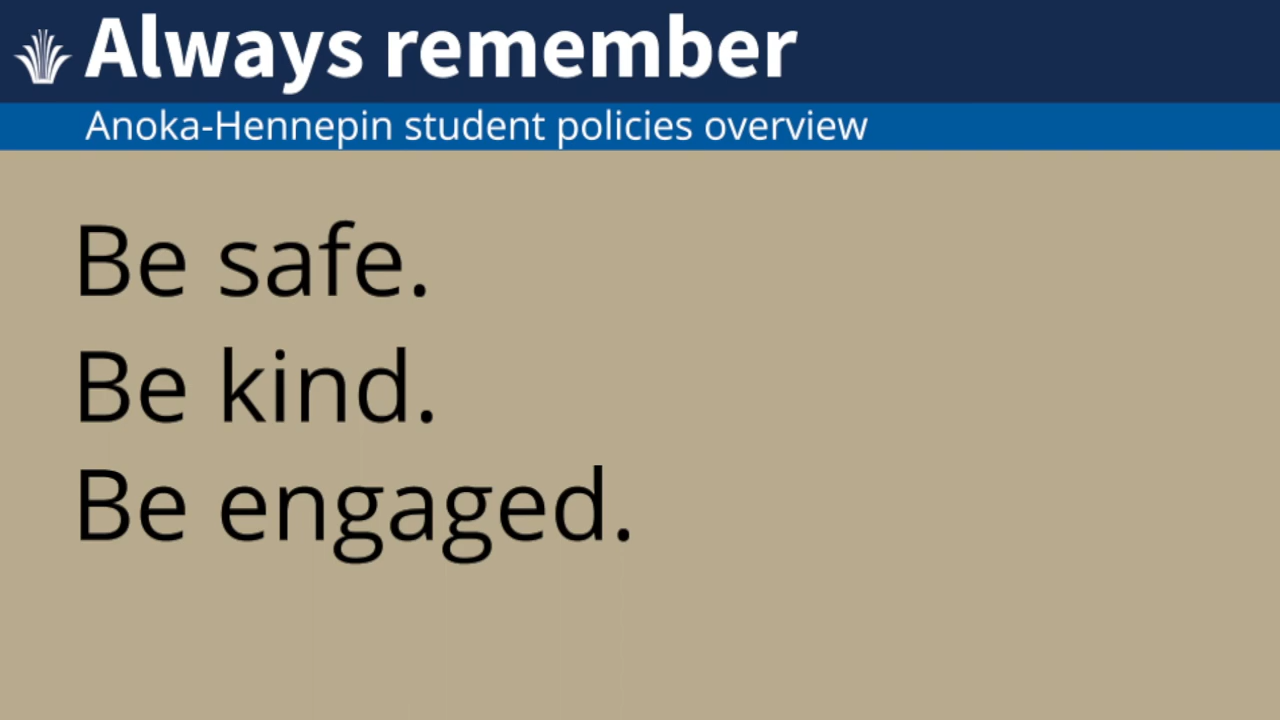 Always remember
Anoka-Hennepin student policies overview
Be safe.
Be kind.
Be engaged.